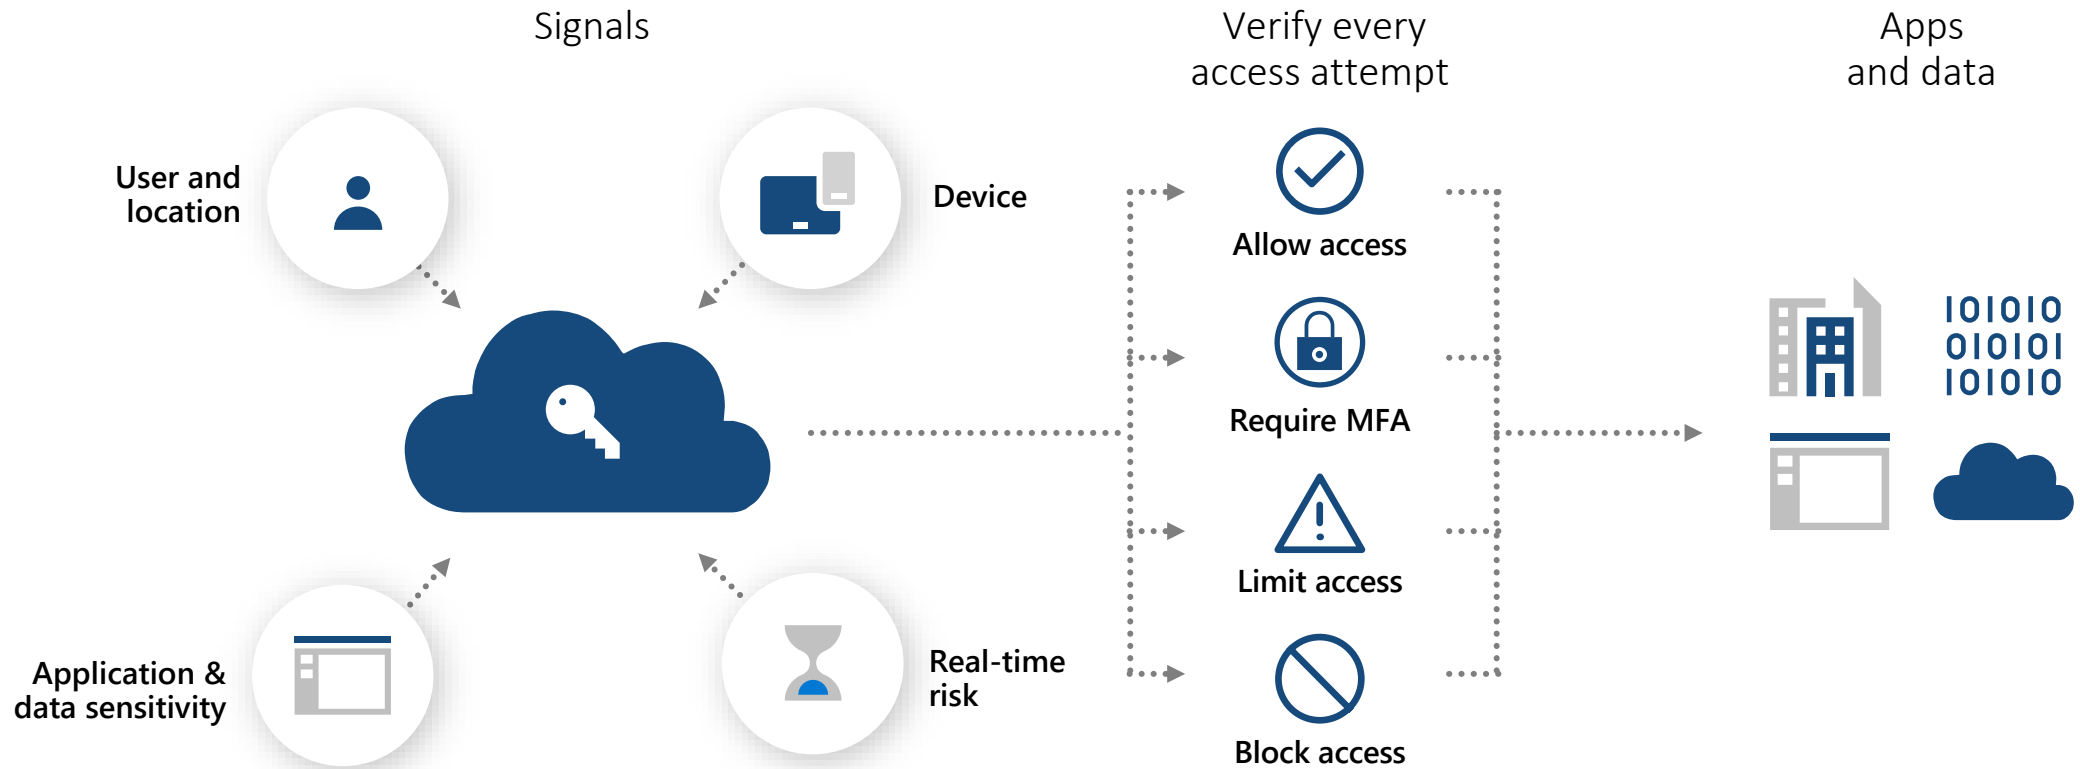 Signals
Verify every
access attempt
Apps
and data
User and
location
Device
Application &
data sensitivity
Real-time
risk
Allow access
Require MFA
Limit access
Block access
101010
010101
101010